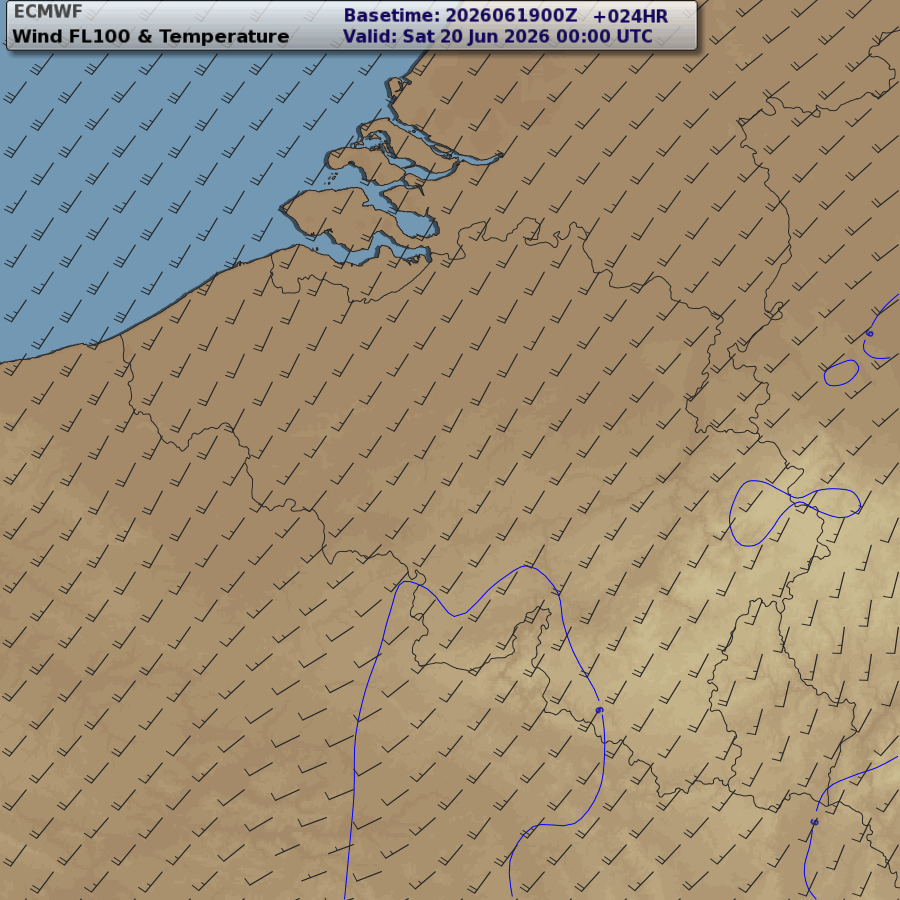 ECMWF
Wind FL100 & Temperature
Basetime: 2026061900Z +024HR
Valid: Sat 20 Jun 2026 00:00 UTC